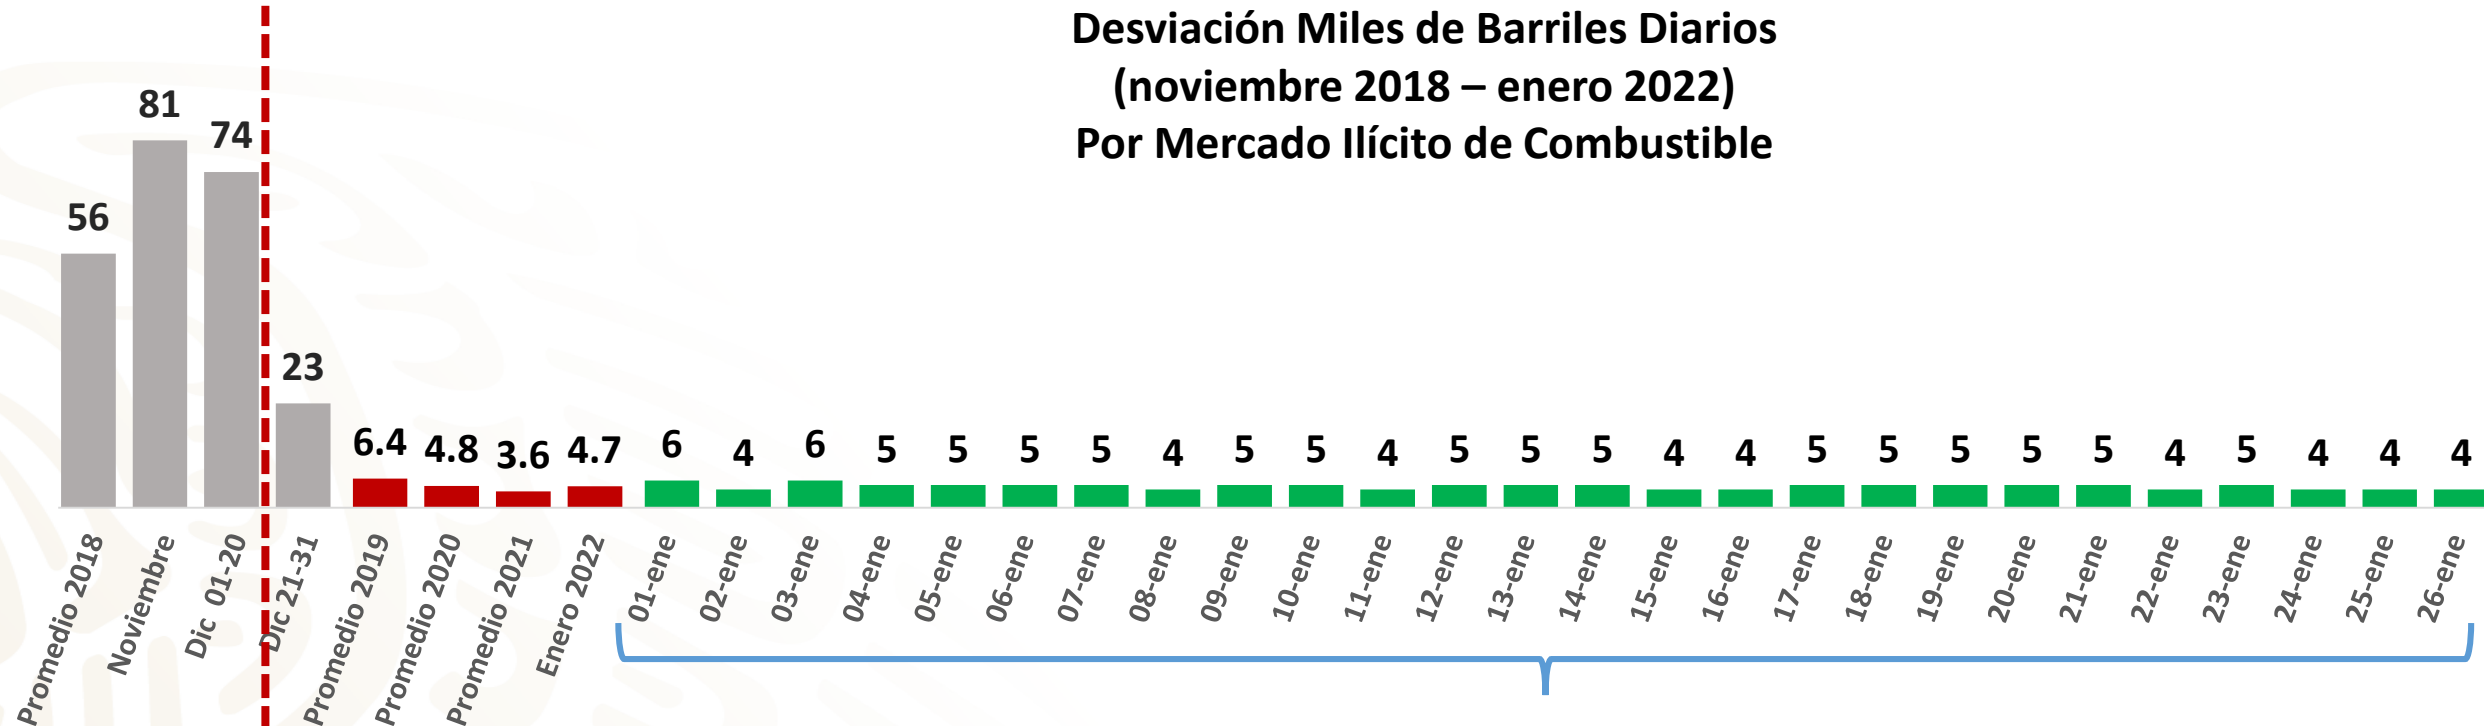 Desviación Miles de Barriles Diarios
(noviembre 2018 – enero 2022)
Por Mercado Ilícito de Combustible
56
81
74
23
6.4
4.8
3.6
4.7
6
4
6
5
5
5
5
4
5
5
4
5
5
5
4
4
5
5
5
5
5
4
5
4
4
4
Promedio 2018
Noviembre
Dic 01-20
Dic 21-31
Promedio 2019
Promedio 2020
Promedio 2021
Enero 2022
01-ene
02-ene
03-ene
04-ene
05-ene
06-ene
07-ene
08-ene
09-ene
10-ene
11-ene
12-ene
13-ene
14-ene
15-ene
16-ene
17-ene
18-ene
19-ene
20-ene
21-ene
22-ene
23-ene
24-ene
25-ene
26-ene